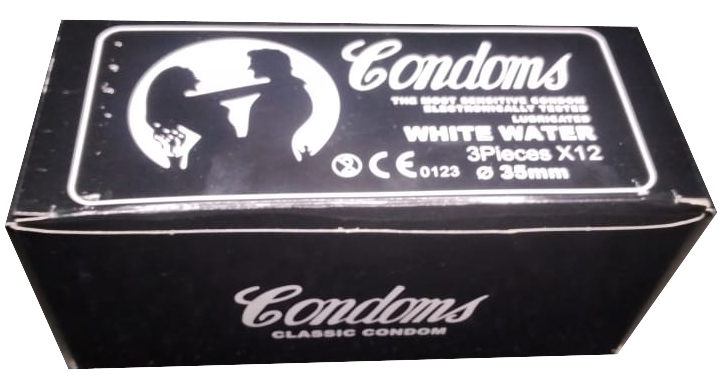 Condoms
THE MOST SENSITIVE CONDOM
ELECTRONICALLY TESTED
LUBRICATED
WHITE WATER
3Pieces X12
CE 0123 Ø 35mm
Condoms
CLASSIC CONDOM